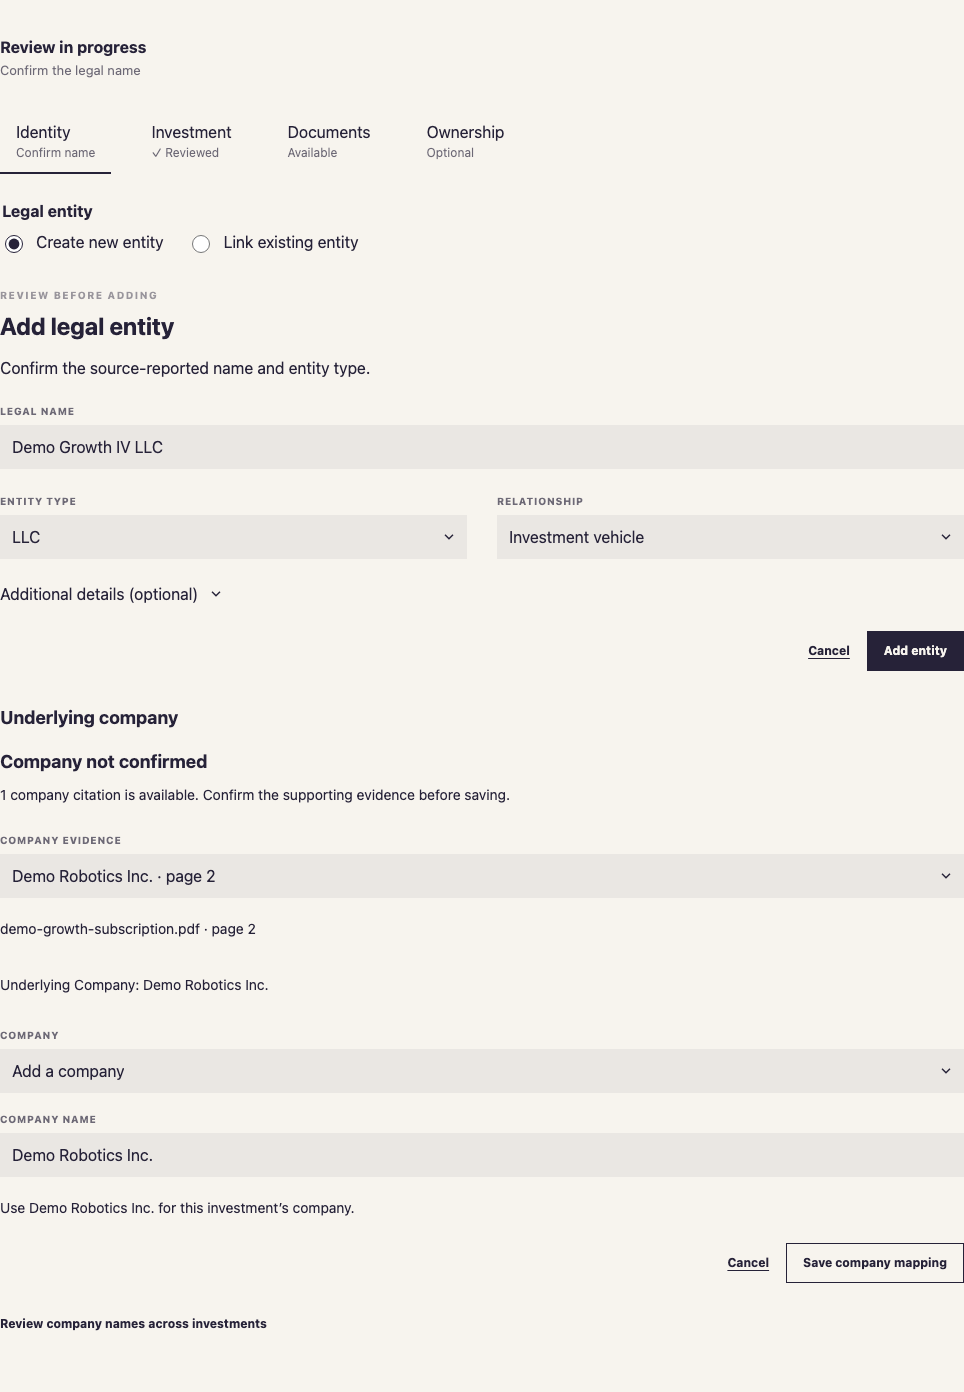 Review in progress
Confirm the legal name
Identity
Confirm name
Investment
✓ Reviewed
Documents
Available
Ownership
Optional
Legal entity
Create new entity
Link existing entity
REVIEW BEFORE ADDING
Add legal entity
Confirm the source-reported name and entity type.
LEGAL NAME
Demo Growth IV LLC
ENTITY TYPE
LLC
RELATIONSHIP
Investment vehicle
Additional details (optional)
Cancel
Add entity
Underlying company
Company not confirmed
1 company citation is available. Confirm the supporting evidence before saving.
COMPANY EVIDENCE
Demo Robotics Inc. · page 2
demo-growth-subscription.pdf · page 2
Underlying Company: Demo Robotics Inc.
COMPANY
Add a company
COMPANY NAME
Demo Robotics Inc.
Use Demo Robotics Inc. for this investment's company.
Cancel
Save company mapping
Review company names across investments